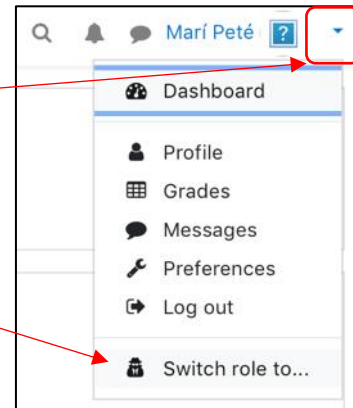 Marí Peté ?
Dashboard
Profile
Grades
Messages
Preferences
Log out
Switch role to...